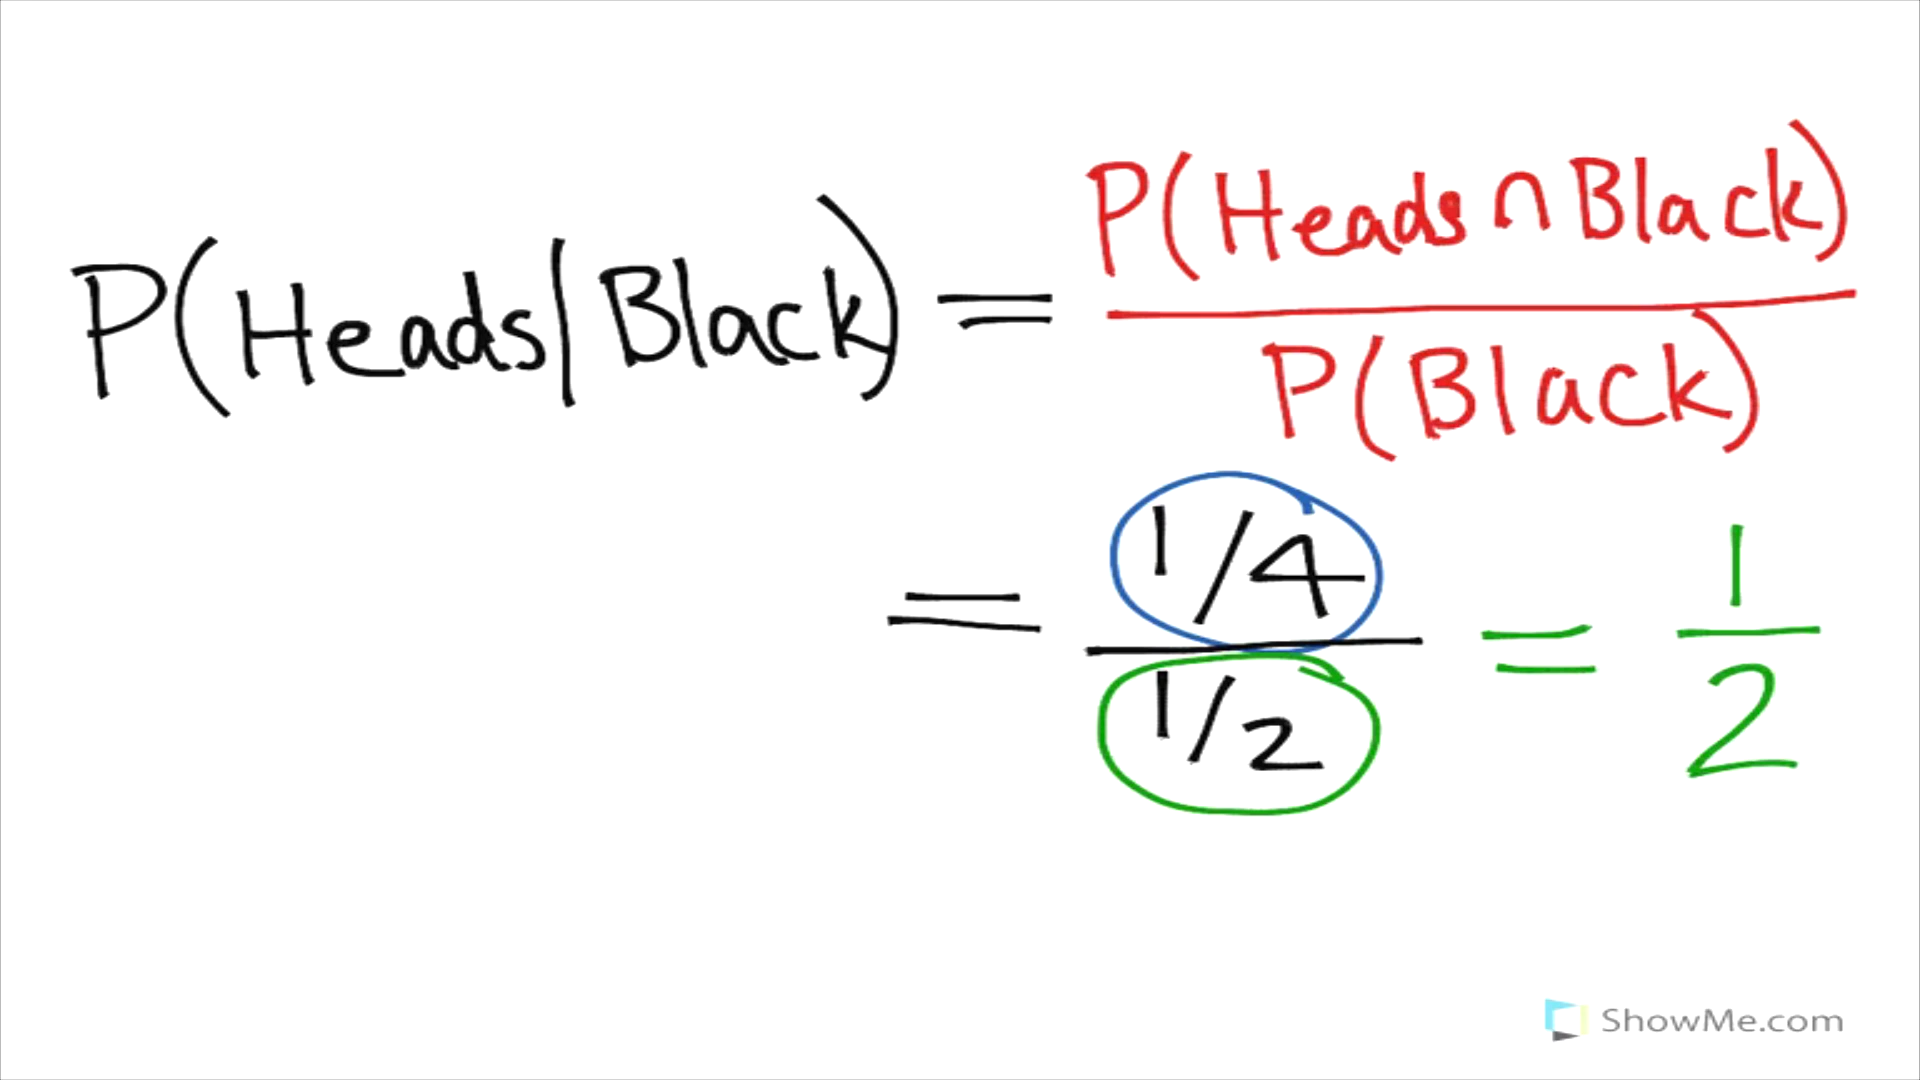 P(Heads|Black) = P(Heads ∩ Black) / P(Black)
= 1/4 / 1/2 = 1/2
ShowMe.com